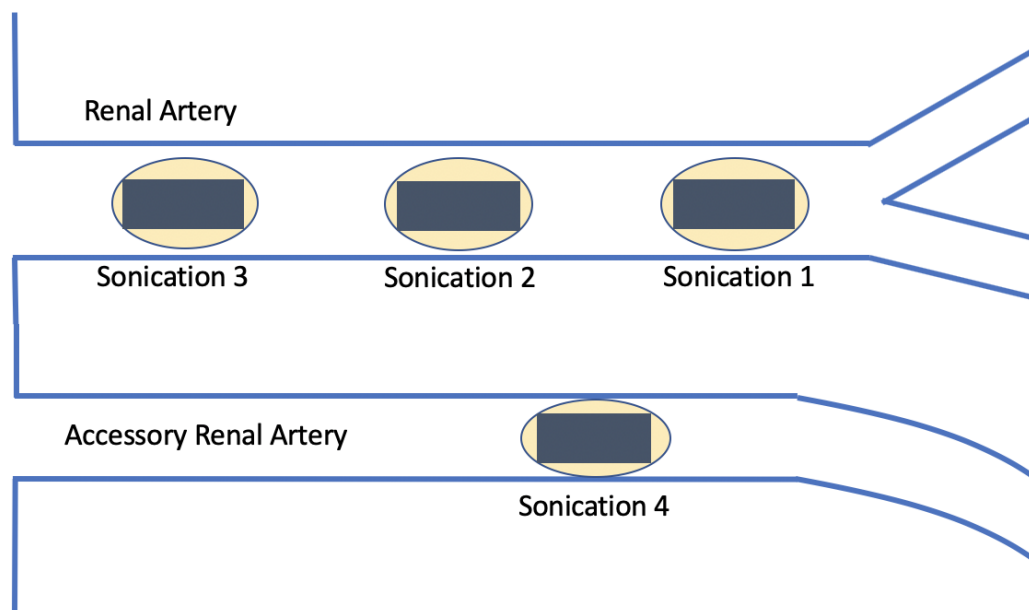 Renal Artery
Sonication 3
Sonication 2
Sonication 1
Accessory Renal Artery
Sonication 4